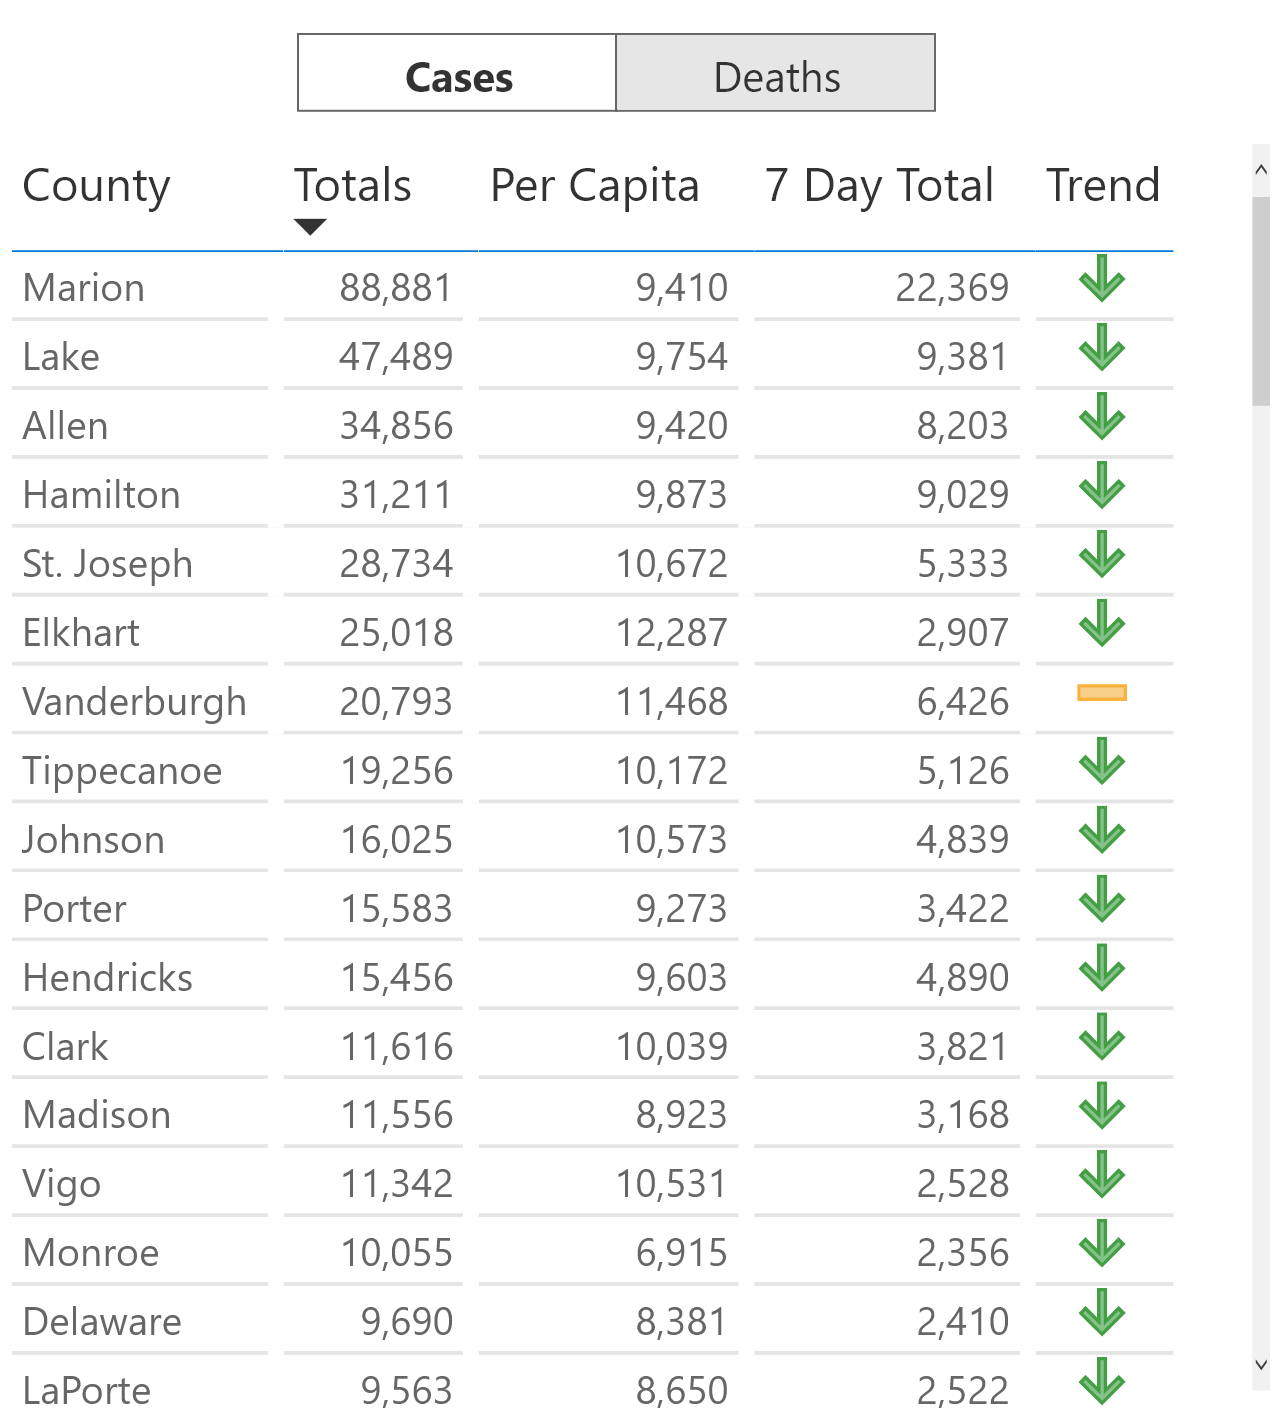 Cases Deaths
County Totals Per Capita 7 Day Total Trend
Marion 88,881 9,410 22,369
Lake 47,489 9,754 9,381
Allen 34,856 9,420 8,203
Hamilton 31,211 9,873 9,029
St. Joseph 28,734 10,672 5,333
Elkhart 25,018 12,287 2,907
Vanderburgh 20,793 11,468 6,426
Tippecanoe 19,256 10,172 5,126
Johnson 16,025 10,573 4,839
Porter 15,583 9,273 3,422
Hendricks 15,456 9,603 4,890
Clark 11,616 10,039 3,821
Madison 11,556 8,923 3,168
Vigo 11,342 10,531 2,528
Monroe 10,055 6,915 2,356
Delaware 9,690 8,381 2,410
LaPorte 9,563 8,650 2,522